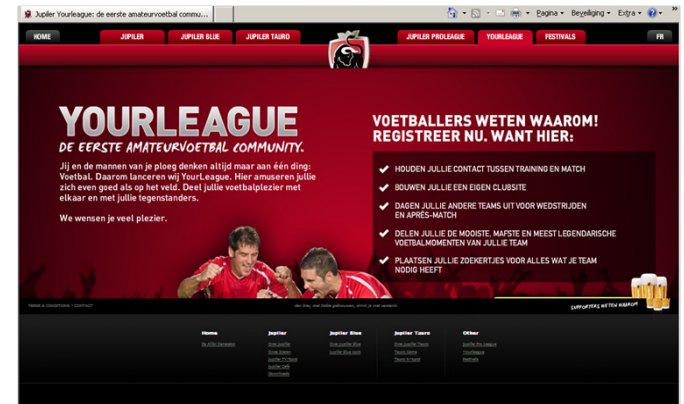 Jupiler Yourleague: de eerste amateurvoetbal commu...
Pagina Beveiliging Extra
HOME JUPILER JUPILER BLUE JUPILER TAURO JUPILER PROLEAGUE YOURLEAGUE FESTIVALS FR
YOURLEAGUE
DE EERSTE AMATEURVOETBAL COMMUNITY.
Jij en de mannen van je ploeg denken altijd maar aan één ding:
Voetbal. Daarom lanceren wij YourLeague. Hier amuseren jullie
zich even goed als op het veld. Deel jullie voetbalplezier met
elkaar en met jullie tegenstanders.
We wensen je veel plezier.
VOETBALLERS WETEN WAAROM!
REGISTREER NU. WANT HIER:
HOUDEN JULLIE CONTACT TUSSEN TRAINING EN MATCH
BOUWEN JULLIE EEN EIGEN CLUBSITE
DAGEN JULLIE ANDERE TEAMS UIT VOOR WEDSTRIJDEN
EN APRÈS-MATCH
DELEN JULLIE DE MOOISTE, MAFSTE EN MEEST LEGENDARISCHE
VOETBALMOMENTEN VAN JULLIE TEAM
PLAATSEN JULLIE ZOEKERTJES VOOR ALLES WAT JE TEAM
NODIG HEEFT
TERMS & CONDITIONS CONTACT
SUPPORTERS WETEN WAAROM
Home Jupiler Jupiler Blue Jupiler Tauro Other